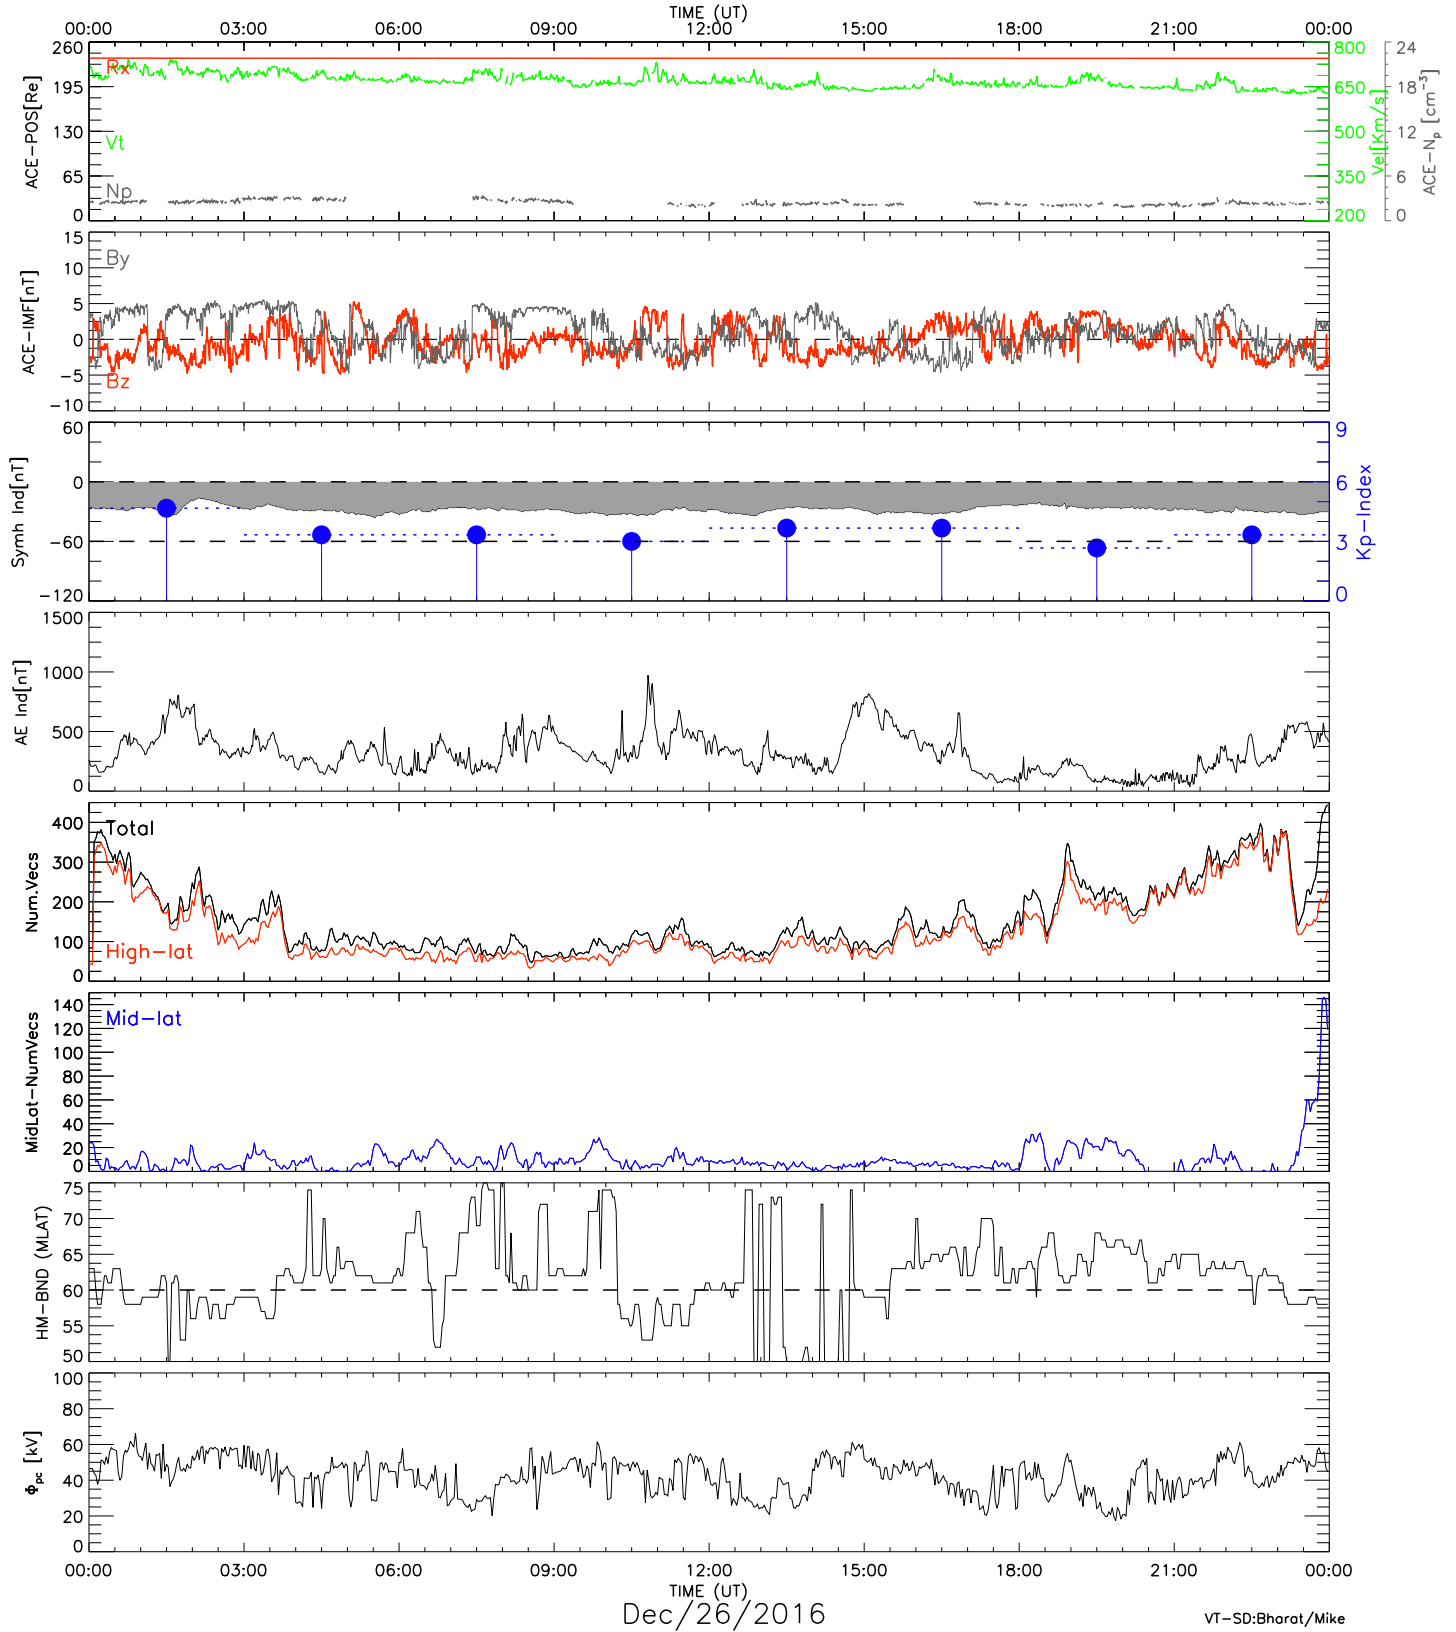 TIME (UT)
00:00 03:00 06:00 09:00 12:00 15:00 18:00 21:00 00:00
ACE-POS[Re]
260
195
130
65
0
Rx
Vt
Np
800
650
500
350
200
Vel[Km/s]
24
18
12
6
0
ACE-Np [cm⁻³]
ACE-IMF[nT]
15
10
5
0
-5
-10
By
Bz
Symh Ind[nT]
60
0
-60
-120
9
6
3
0
Kp-Index
AE Ind[nT]
1500
1000
500
0
Num.Vecs
400
300
200
100
0
Total
High-lat
MidLat-NumVecs
140
120
100
80
60
40
20
0
Mid-lat
HM-BND (MLAT)
75
70
65
60
55
50
Φpc [kV]
100
80
60
40
20
0
00:00 03:00 06:00 09:00 12:00 15:00 18:00 21:00 00:00
TIME (UT)
Dec/26/2016
VT-SD:Bharat/Mike